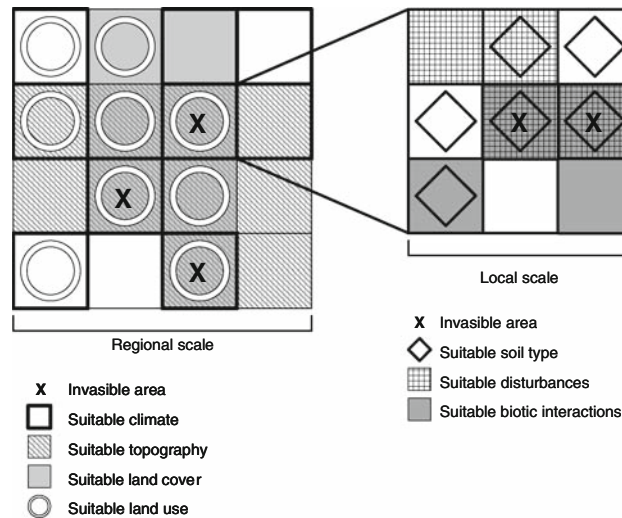 X
X
X
X
X
Regional scale
Local scale
X Invasible area
Suitable climate
Suitable topography
Suitable land cover
Suitable land use
X Invasible area
Suitable soil type
Suitable disturbances
Suitable biotic interactions